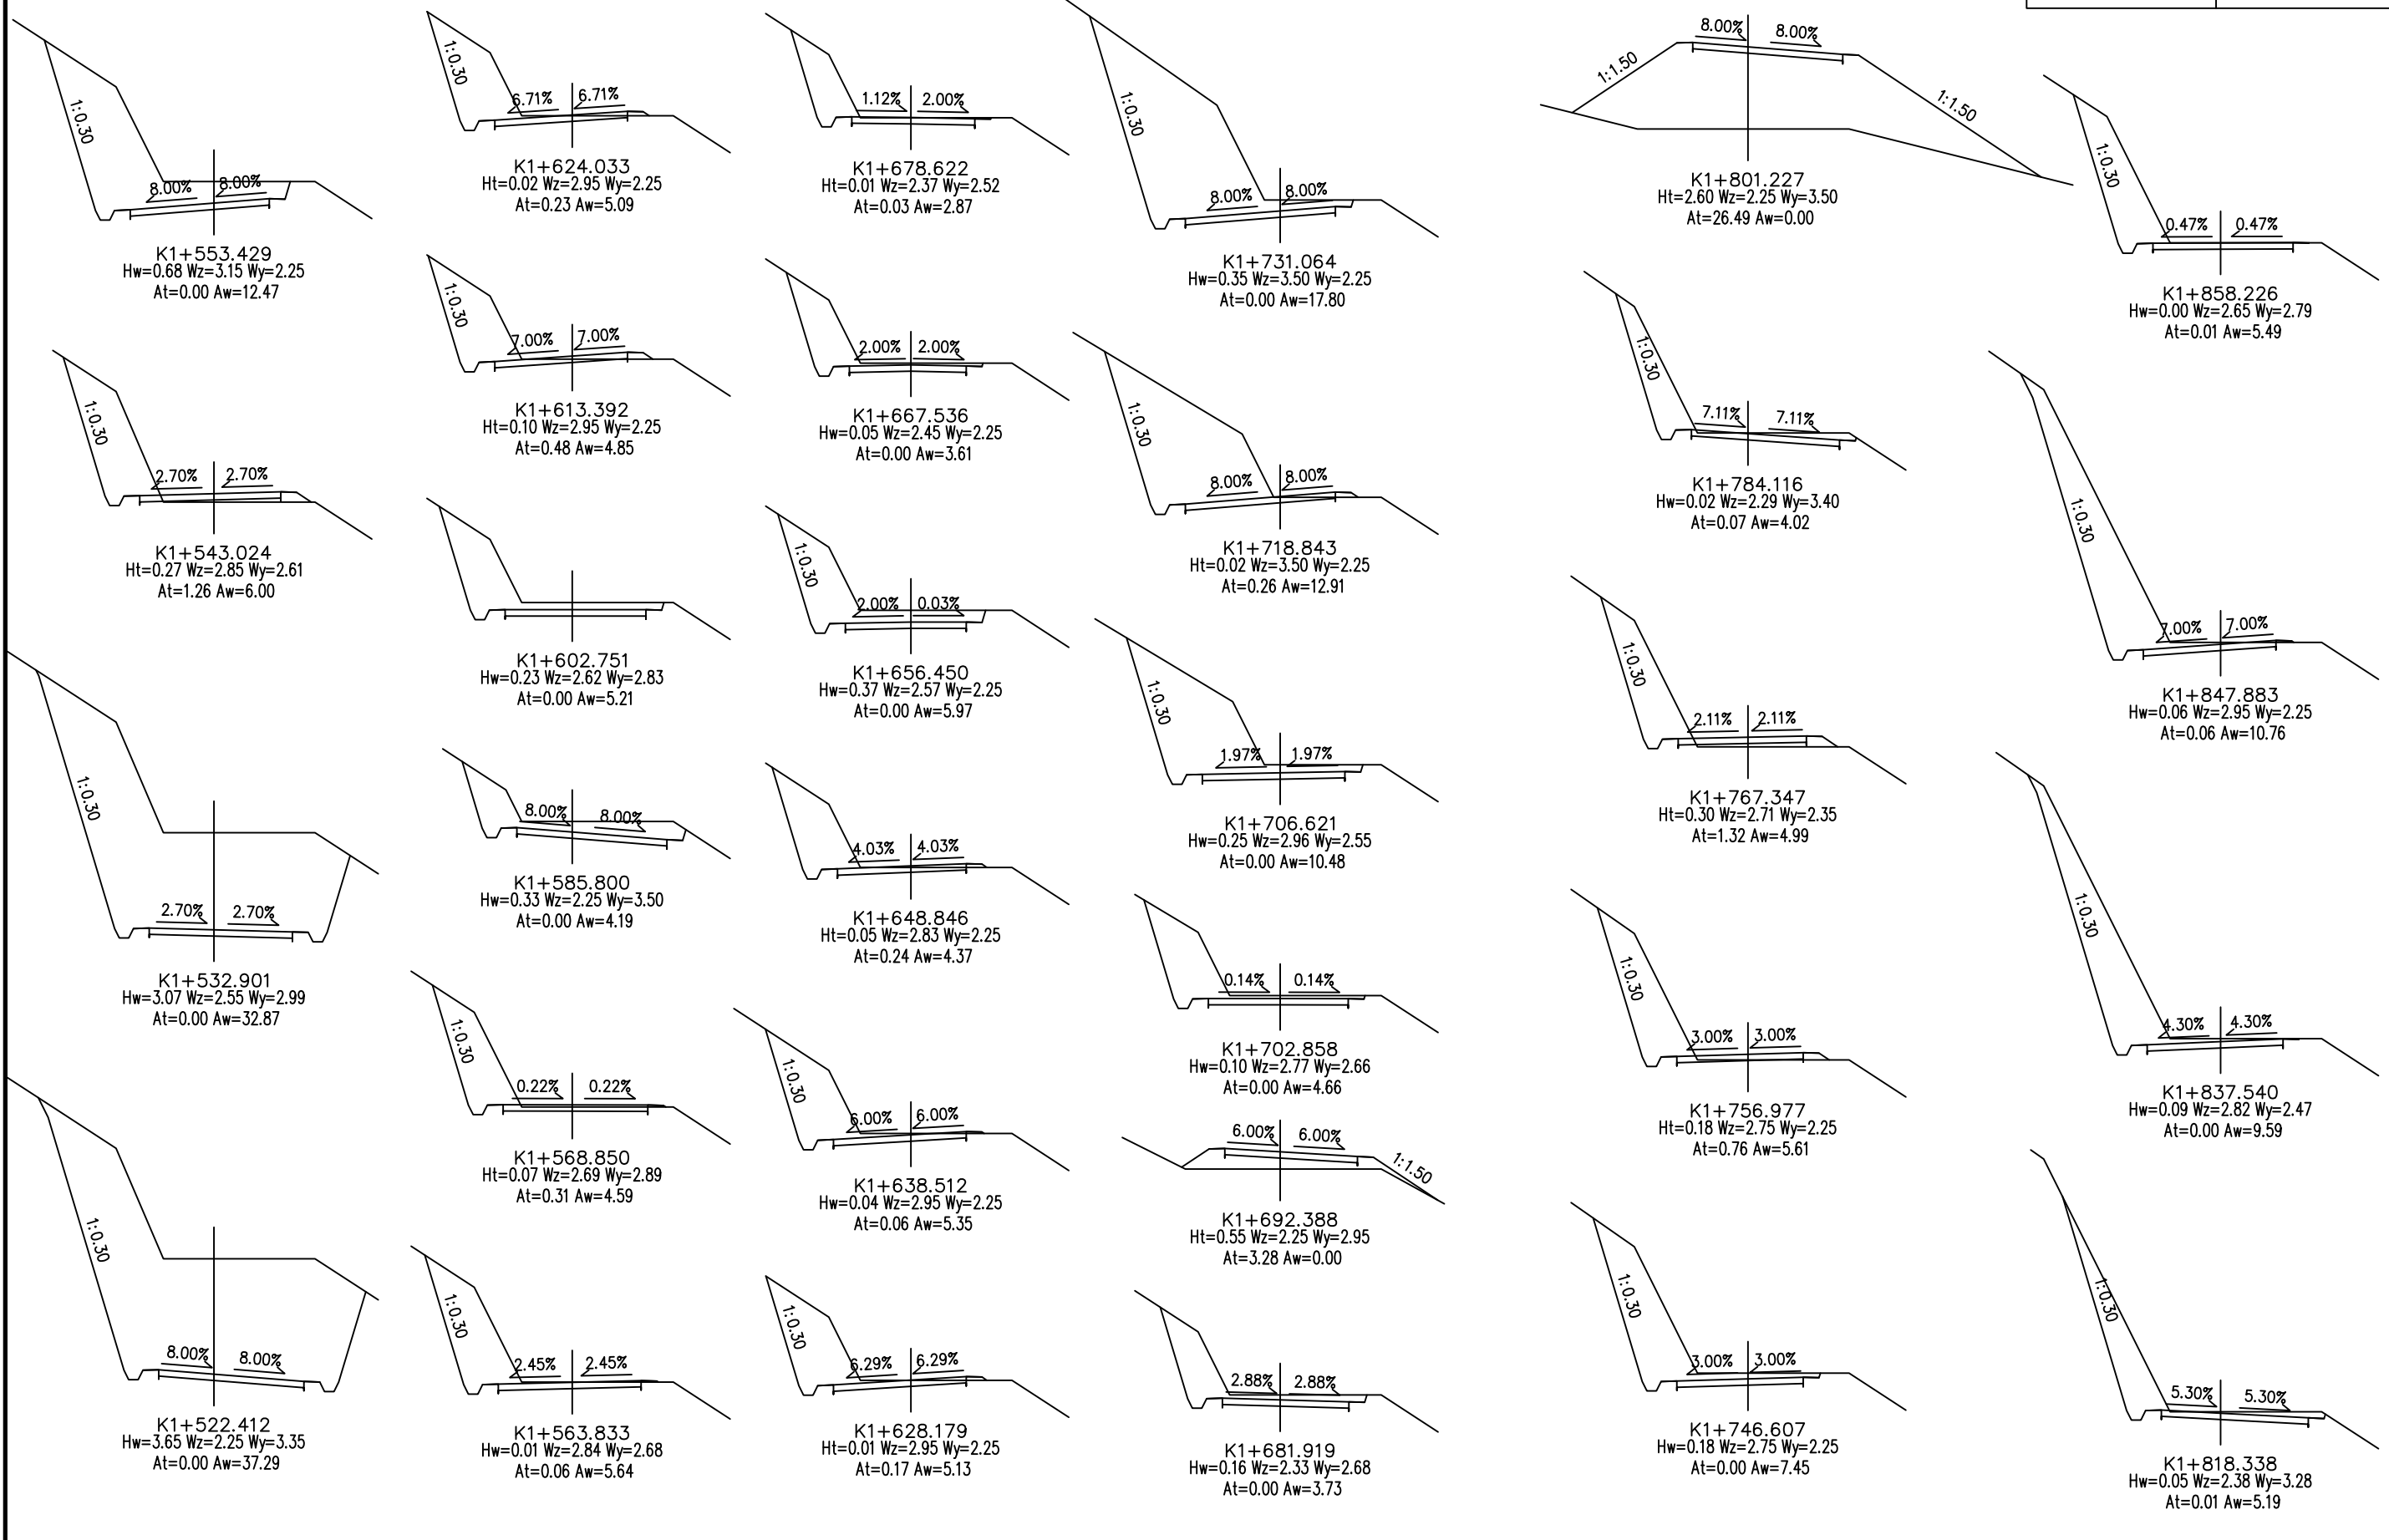 1:0.30
8.00% 8.00%
K1+553.429
Hw=0.68 Wz=3.15 Wy=2.25
At=0.00 Aw=12.47
1:0.30
2.70% 2.70%
K1+543.024
Ht=0.27 Wz=2.85 Wy=2.61
At=1.26 Aw=6.00
1:0.30
2.70% 2.70%
K1+532.901
Hw=3.07 Wz=2.55 Wy=2.99
At=0.00 Aw=32.87
1:0.30
8.00% 8.00%
K1+522.412
Hw=3.65 Wz=2.25 Wy=3.35
At=0.00 Aw=37.29
1:0.30
6.71% 6.71%
K1+624.033
Ht=0.02 Wz=2.95 Wy=2.25
At=0.23 Aw=5.09
1:0.30
7.00% 7.00%
K1+613.392
Ht=0.10 Wz=2.95 Wy=2.25
At=0.48 Aw=4.85
K1+602.751
Hw=0.23 Wz=2.62 Wy=2.83
At=0.00 Aw=5.21
8.00% 8.00%
K1+585.800
Hw=0.33 Wz=2.25 Wy=3.50
At=0.00 Aw=4.19
1:0.30
0.22% 0.22%
K1+568.850
Ht=0.07 Wz=2.69 Wy=2.89
At=0.31 Aw=4.59
1:0.30
2.45% 2.45%
K1+563.833
Hw=0.01 Wz=2.84 Wy=2.68
At=0.06 Aw=5.64
1.12% 2.00%
K1+678.622
Ht=0.01 Wz=2.37 Wy=2.52
At=0.03 Aw=2.87
2.00% 2.00%
K1+667.536
Hw=0.05 Wz=2.45 Wy=2.25
At=0.00 Aw=3.61
1:0.30
2.00% 0.03%
K1+656.450
Hw=0.37 Wz=2.57 Wy=2.25
At=0.00 Aw=5.97
4.03% 4.03%
K1+648.846
Ht=0.05 Wz=2.83 Wy=2.25
At=0.24 Aw=4.37
1:0.30
6.00% 6.00%
K1+638.512
Hw=0.04 Wz=2.95 Wy=2.25
At=0.06 Aw=5.35
1:0.30
6.29% 6.29%
K1+628.179
Ht=0.01 Wz=2.95 Wy=2.25
At=0.17 Aw=5.13
1:0.30
8.00% 8.00%
K1+731.064
Hw=0.35 Wz=3.50 Wy=2.25
At=0.00 Aw=17.80
1:0.30
8.00% 8.00%
K1+718.843
Ht=0.02 Wz=3.50 Wy=2.25
At=0.26 Aw=12.91
1:0.30
1.97% 1.97%
K1+706.621
Hw=0.25 Wz=2.96 Wy=2.55
At=0.00 Aw=10.48
0.14% 0.14%
K1+702.858
Hw=0.10 Wz=2.77 Wy=2.66
At=0.00 Aw=4.66
6.00% 6.00%
1:1.50
K1+692.388
Ht=0.55 Wz=2.25 Wy=2.95
At=3.28 Aw=0.00
2.88% 2.88%
K1+681.919
Hw=0.16 Wz=2.33 Wy=2.68
At=0.00 Aw=3.73
8.00% 8.00%
1:1.50 1:1.50
K1+801.227
Ht=2.60 Wz=2.25 Wy=3.50
At=26.49 Aw=0.00
1:0.30
7.11% 7.11%
K1+784.116
Hw=0.02 Wz=2.29 Wy=3.40
At=0.07 Aw=4.02
1:0.30
2.11% 2.11%
K1+767.347
Ht=0.30 Wz=2.71 Wy=2.35
At=1.32 Aw=4.99
1:0.30
3.00% 3.00%
K1+756.977
Ht=0.18 Wz=2.75 Wy=2.25
At=0.76 Aw=5.61
1:0.30
3.00% 3.00%
K1+746.607
Hw=0.18 Wz=2.75 Wy=2.25
At=0.00 Aw=7.45
1:0.30
0.47% 0.47%
K1+858.226
Hw=0.00 Wz=2.65 Wy=2.79
At=0.01 Aw=5.49
1:0.30
7.00% 7.00%
K1+847.883
Hw=0.06 Wz=2.95 Wy=2.25
At=0.06 Aw=10.76
1:0.30
4.30% 4.30%
K1+837.540
Hw=0.09 Wz=2.82 Wy=2.47
At=0.00 Aw=9.59
1:0.30
5.30% 5.30%
K1+818.338
Hw=0.05 Wz=2.38 Wy=3.28
At=0.01 Aw=5.19